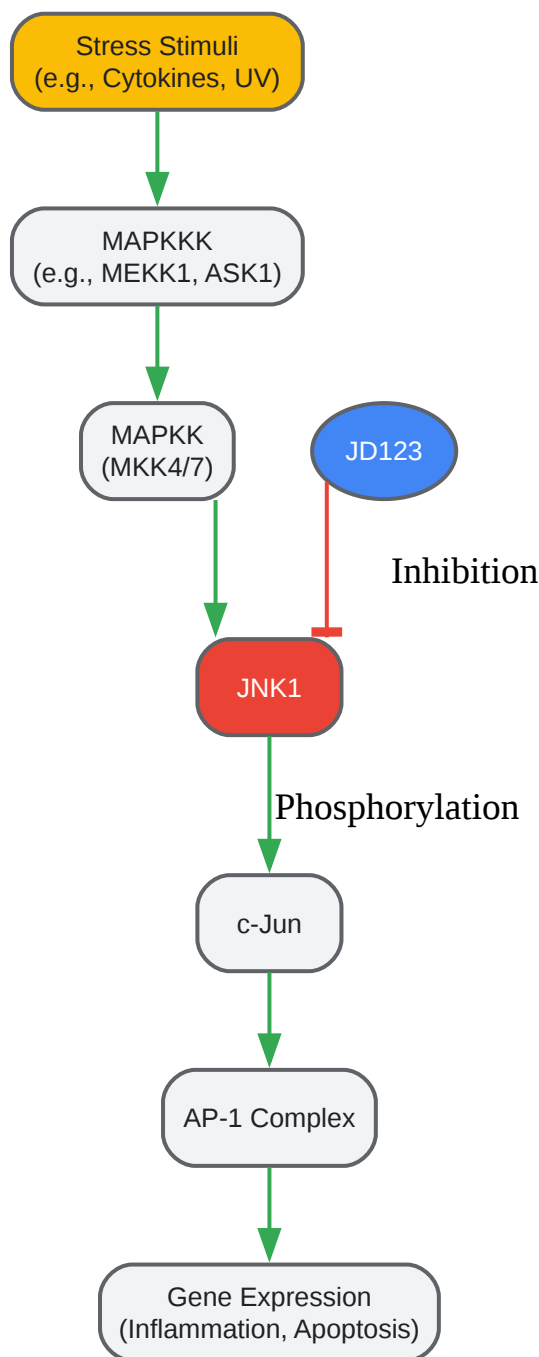 Stress Stimuli
(e.g., Cytokines, UV)
MAPKKK
(e.g., MEKK1, ASK1)
MAPKK
(MKK4/7)
JD123
Inhibition
JNK1
Phosphorylation
c-Jun
AP-1 Complex
Gene Expression
(Inflammation, Apoptosis)